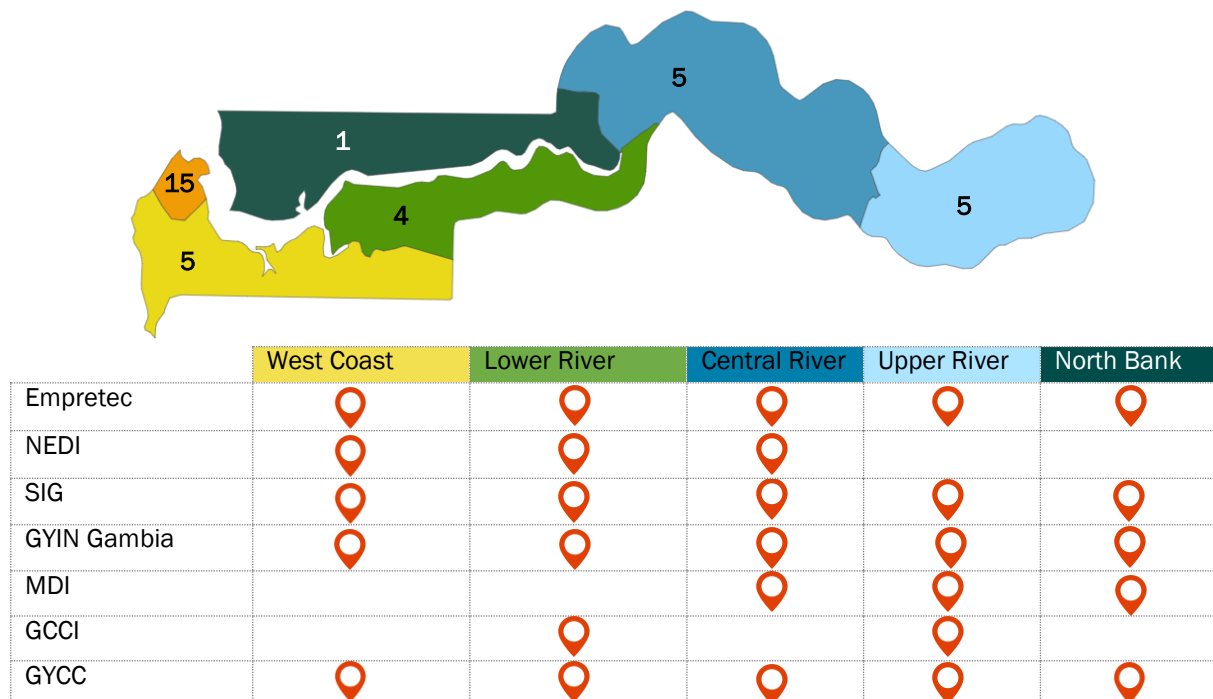 5
1
15
4
5
5
West Coast Lower River Central River Upper River North Bank
Empretec
NEDI
SIG
GYIN Gambia
MDI
GCCI
GYCC